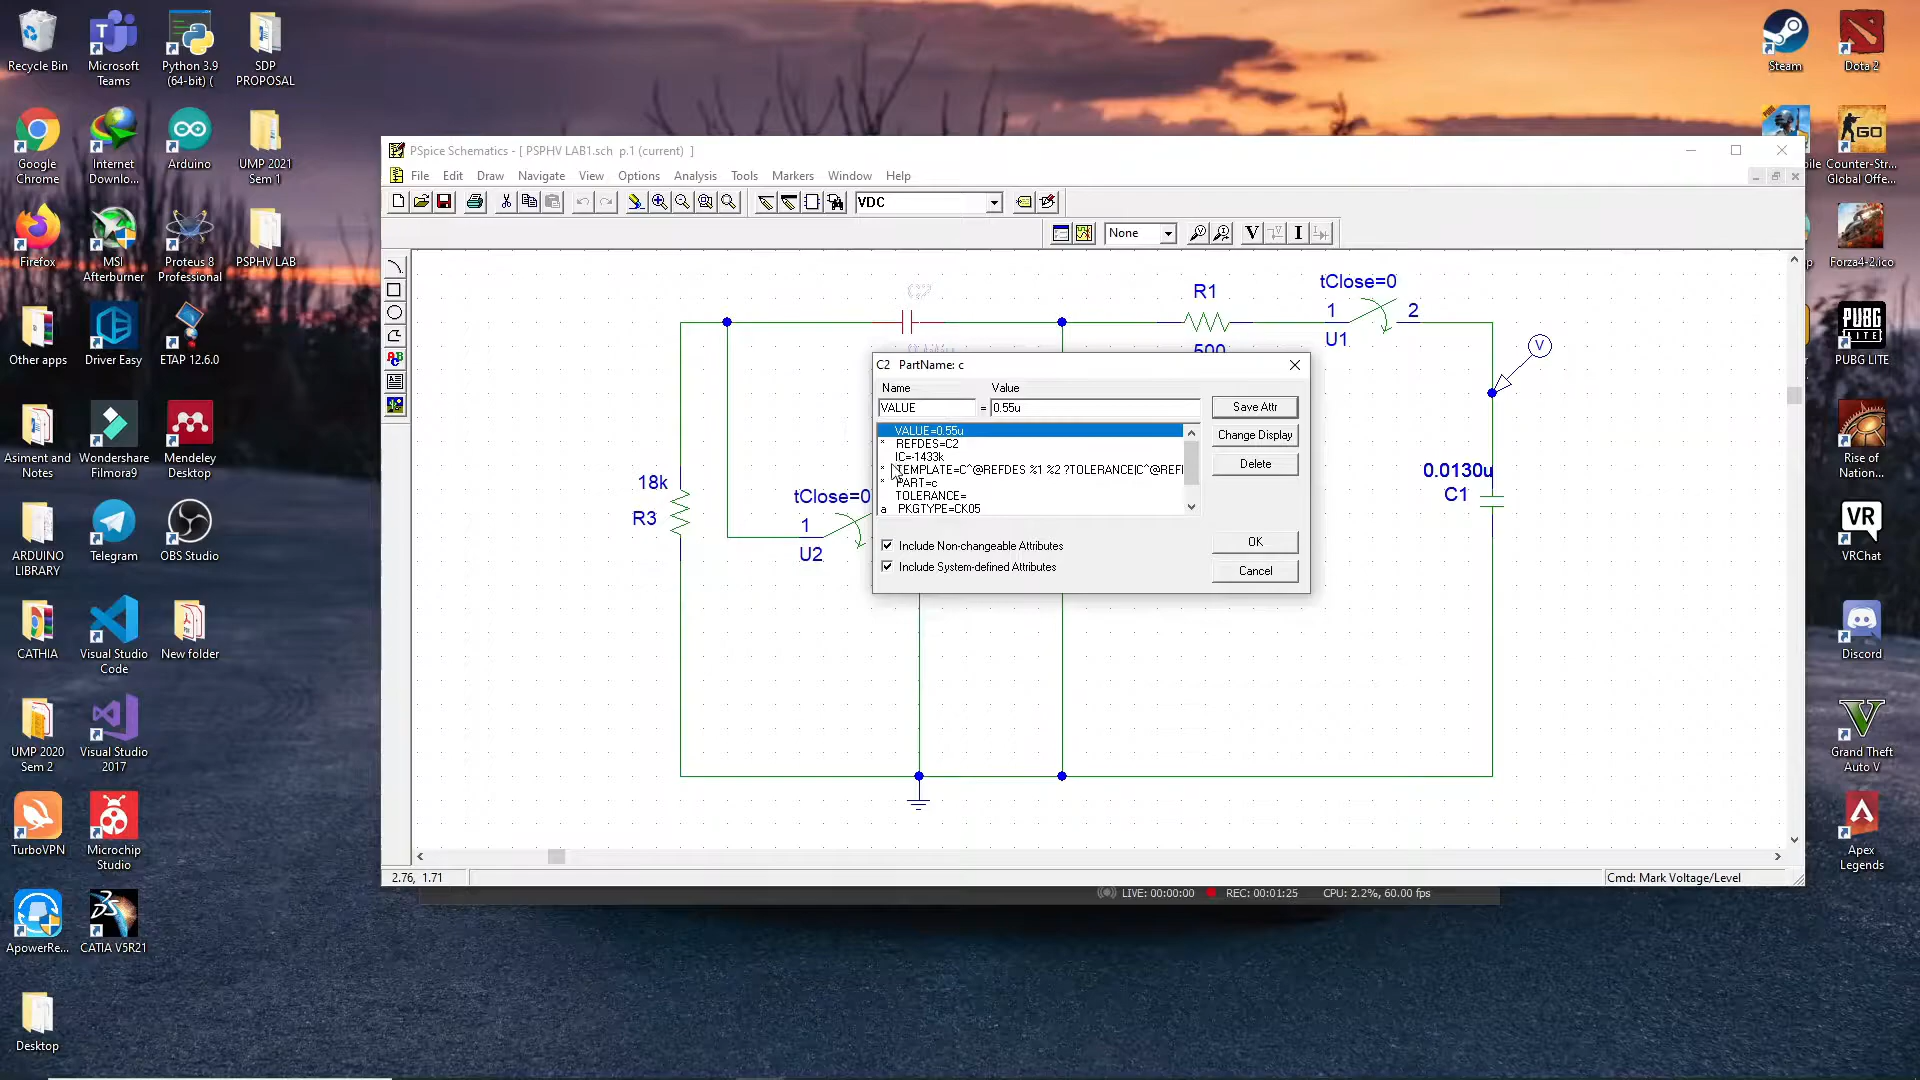 Recycle Bin
Microsoft
Teams
Python 3.9
(64-bit) (
SDP
PROPOSAL
Steam
Dota 2
Google
Chrome
Internet
Downlo...
Arduino
UMP 2021
Sem 1
Counter-Str...
Global Offe...
Firefox
MSI
Afterburner
Proteus 8
Professional
PSPHV LAB
Forza4-2.ico
Other apps
Driver Easy
ETAP 12.6.0
PUBG LITE
Asiment and
Notes
Wondershare
Filmora9
Mendeley
Desktop
Rise of
Nation...
ARDUINO
LIBRARY
Telegram
OBS Studio
VRChat
CATHIA
Visual Studio
Code
New folder
Discord
UMP 2020
Sem 2
Visual Studio
2017
Grand Theft
Auto V
TurboVPN
Microchip
Studio
Apex
Legends
ApowerRe...
CATIA V5R21
Desktop
PSpice Schematics - [ PSPHV LAB1.sch p.1 (current) ]
File Edit Draw Navigate View Options Analysis Tools Markers Window Help
VDC
None
V
I
C2
R1
500
tClose=0
1 2
U1
V
18k
R3
tClose=0
1
U2
0.0130u
C1
C2 PartName: c
Name Value
VALUE = 0.55u
Save Attr
VALUE=0.55u
Change Display
* REFDES=C2
IC=-1433k
Delete
* TEMPLATE=C^@REFDES %1 %2 ?TOLERANCE|C^@REFI
* PART=c
TOLERANCE=
a PKGTYPE=CK05
Include Non-changeable Attributes
OK
Include System-defined Attributes
Cancel
2.76, 1.71
Cmd: Mark Voltage/Level
LIVE: 00:00:00 REC: 00:01:25 CPU: 2.2%, 60.00 fps